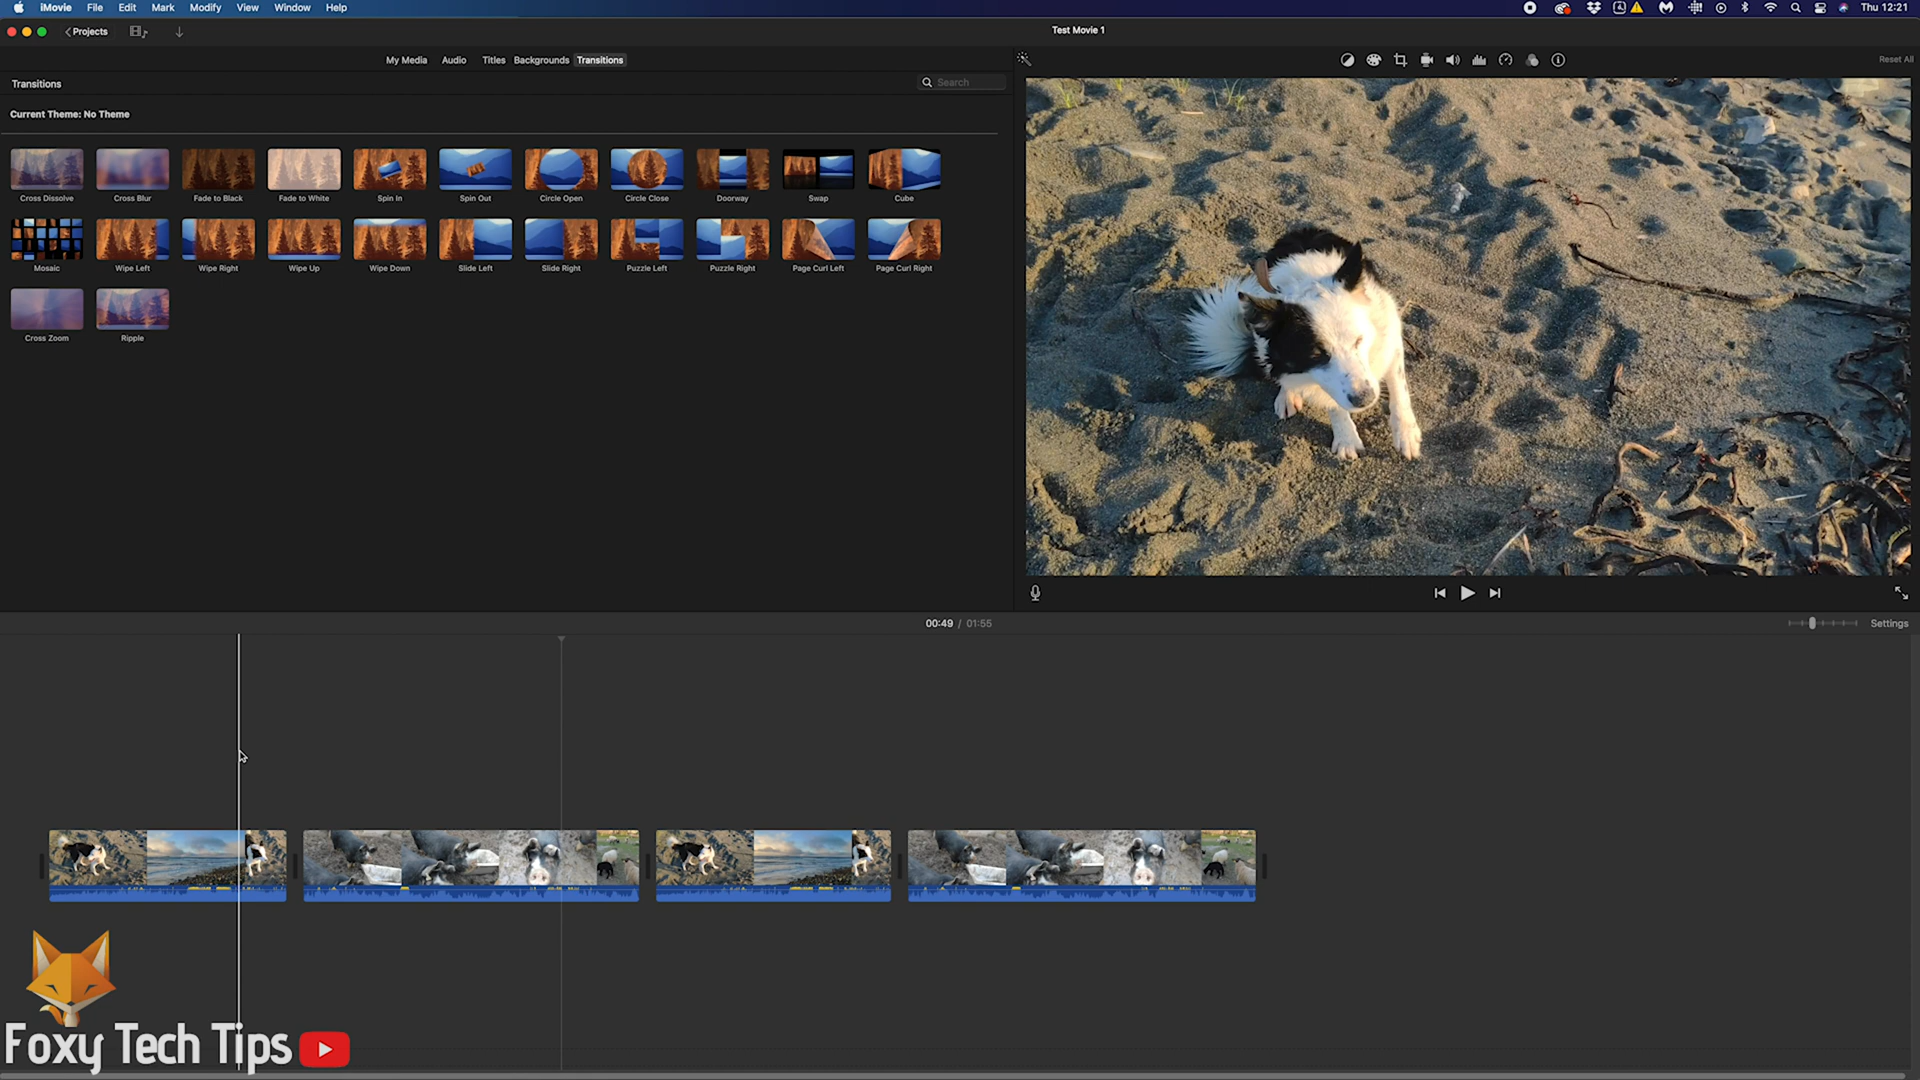 iMovie File Edit Mark Modify View Window Help
Thu 12:21
Projects
Test Movie 1
My Media Audio Titles Backgrounds Transitions
Reset All
Transitions
Search
Current Theme: No Theme
Cross Dissolve Cross Blur Fade to Black Fade to White Spin In Spin Out Circle Open Circle Close Doorway Swap Cube
Mosaic Wipe Left Wipe Right Wipe Up Wipe Down Slide Left Slide Right Puzzle Left Puzzle Right Page Curl Left Page Curl Right
Cross Zoom Ripple
00:49 / 01:55
Settings
Foxy Tech Tips